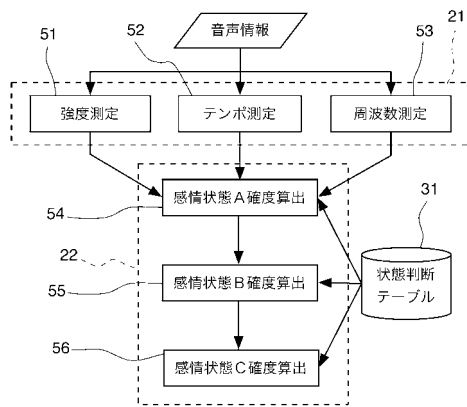 音声情報
51
52
53
21
強度測定
テンポ測定
周波数測定
感情状態A確度算出
54
31
22
感情状態B確度算出
55
状態判断
テーブル
56
感情状態C確度算出